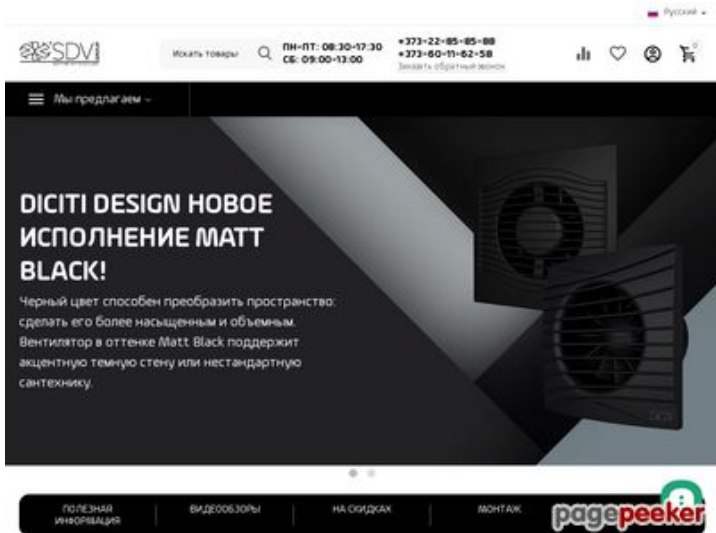 Русский
SDV
Искать товары
ПН-ПТ: 08:30-17:30
СБ: 09:00-13:00
+373-22-85-85-88
+373-60-11-62-58
Заказать обратный звонок
0
Мы предлагаем
DICITI DESIGN НОВОЕ
ИСПОЛНЕНИЕ MATT
BLACK!
Черный цвет способен преобразить пространство:
сделать его более насыщенным и объемным.
Вентилятор в оттенке Matt Black поддержит
акцентную темную стену или нестандартную
сантехнику.
DICITI
ПОЛЕЗНАЯ
ИНФОРМАЦИЯ
ВИДЕООБЗОРЫ
НА СКИДКАХ
МОНТАЖ
pagepeeker